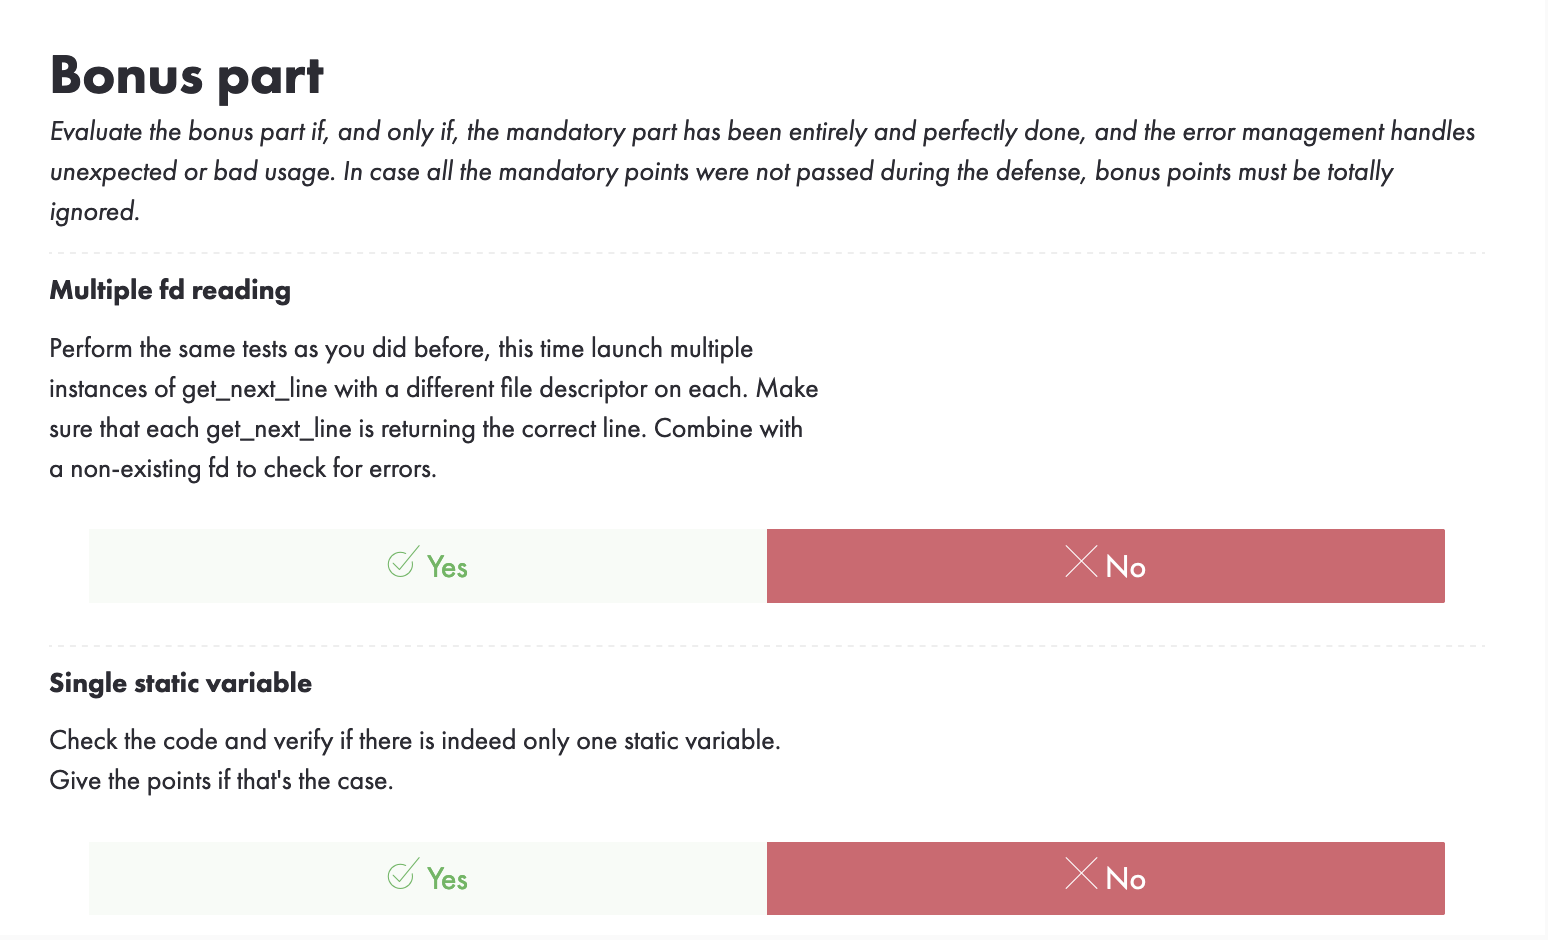 Bonus part
Evaluate the bonus part if, and only if, the mandatory part has been entirely and perfectly done, and the error management handles
unexpected or bad usage. In case all the mandatory points were not passed during the defense, bonus points must be totally
ignored.
Multiple fd reading
Perform the same tests as you did before, this time launch multiple
instances of get_next_line with a different file descriptor on each. Make
sure that each get_next_line is returning the correct line. Combine with
a non-existing fd to check for errors.
Yes
No
Single static variable
Check the code and verify if there is indeed only one static variable.
Give the points if that's the case.
Yes
No